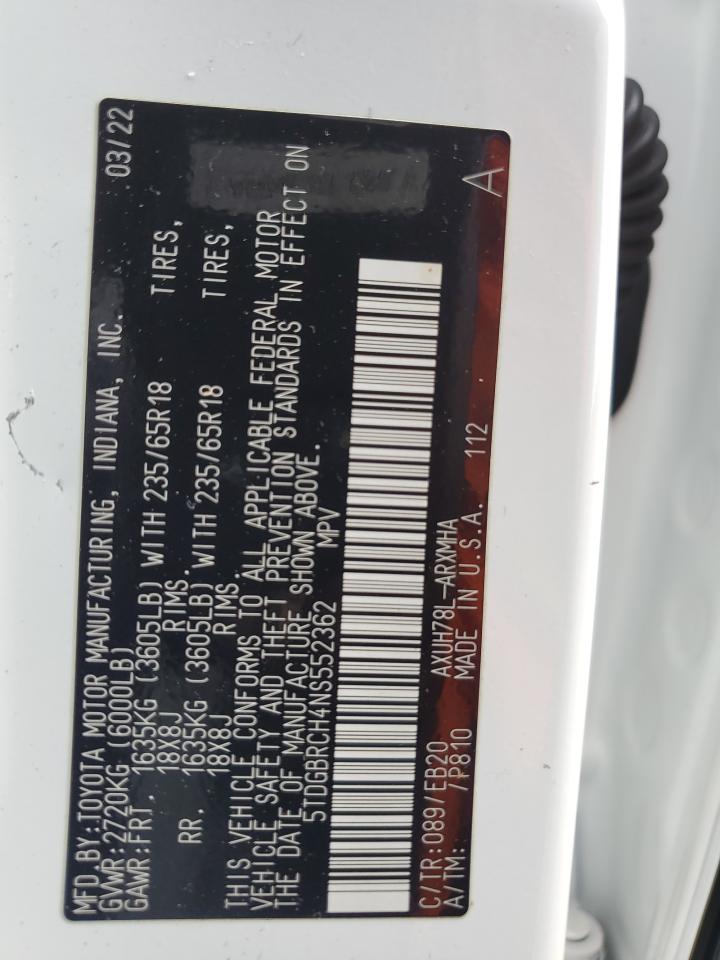 MFD.BY:TOYOTA MOTOR MANUFACTURING, INDIANA, INC. 03/22
GVWR:2720KG (6000LB)
GAWR:FRT. 1635KG (3605LB) WITH 235/65R18 TIRES,
18X8J RIMS.
RR. 1635KG (3605LB) WITH 235/65R18 TIRES,
18X8J RIMS.
THIS VEHICLE CONFORMS TO ALL APPLICABLE FEDERAL MOTOR
VEHICLE SAFETY AND THEFT PREVENTION STANDARDS IN EFFECT ON
THE DATE OF MANUFACTURE SHOWN ABOVE.
5TDGBRCH4NS552362 MPV
C/TR:089/EB20 AXUH78L-ARXMHA
A/TM: /P810 MADE IN U.S.A. 112 A